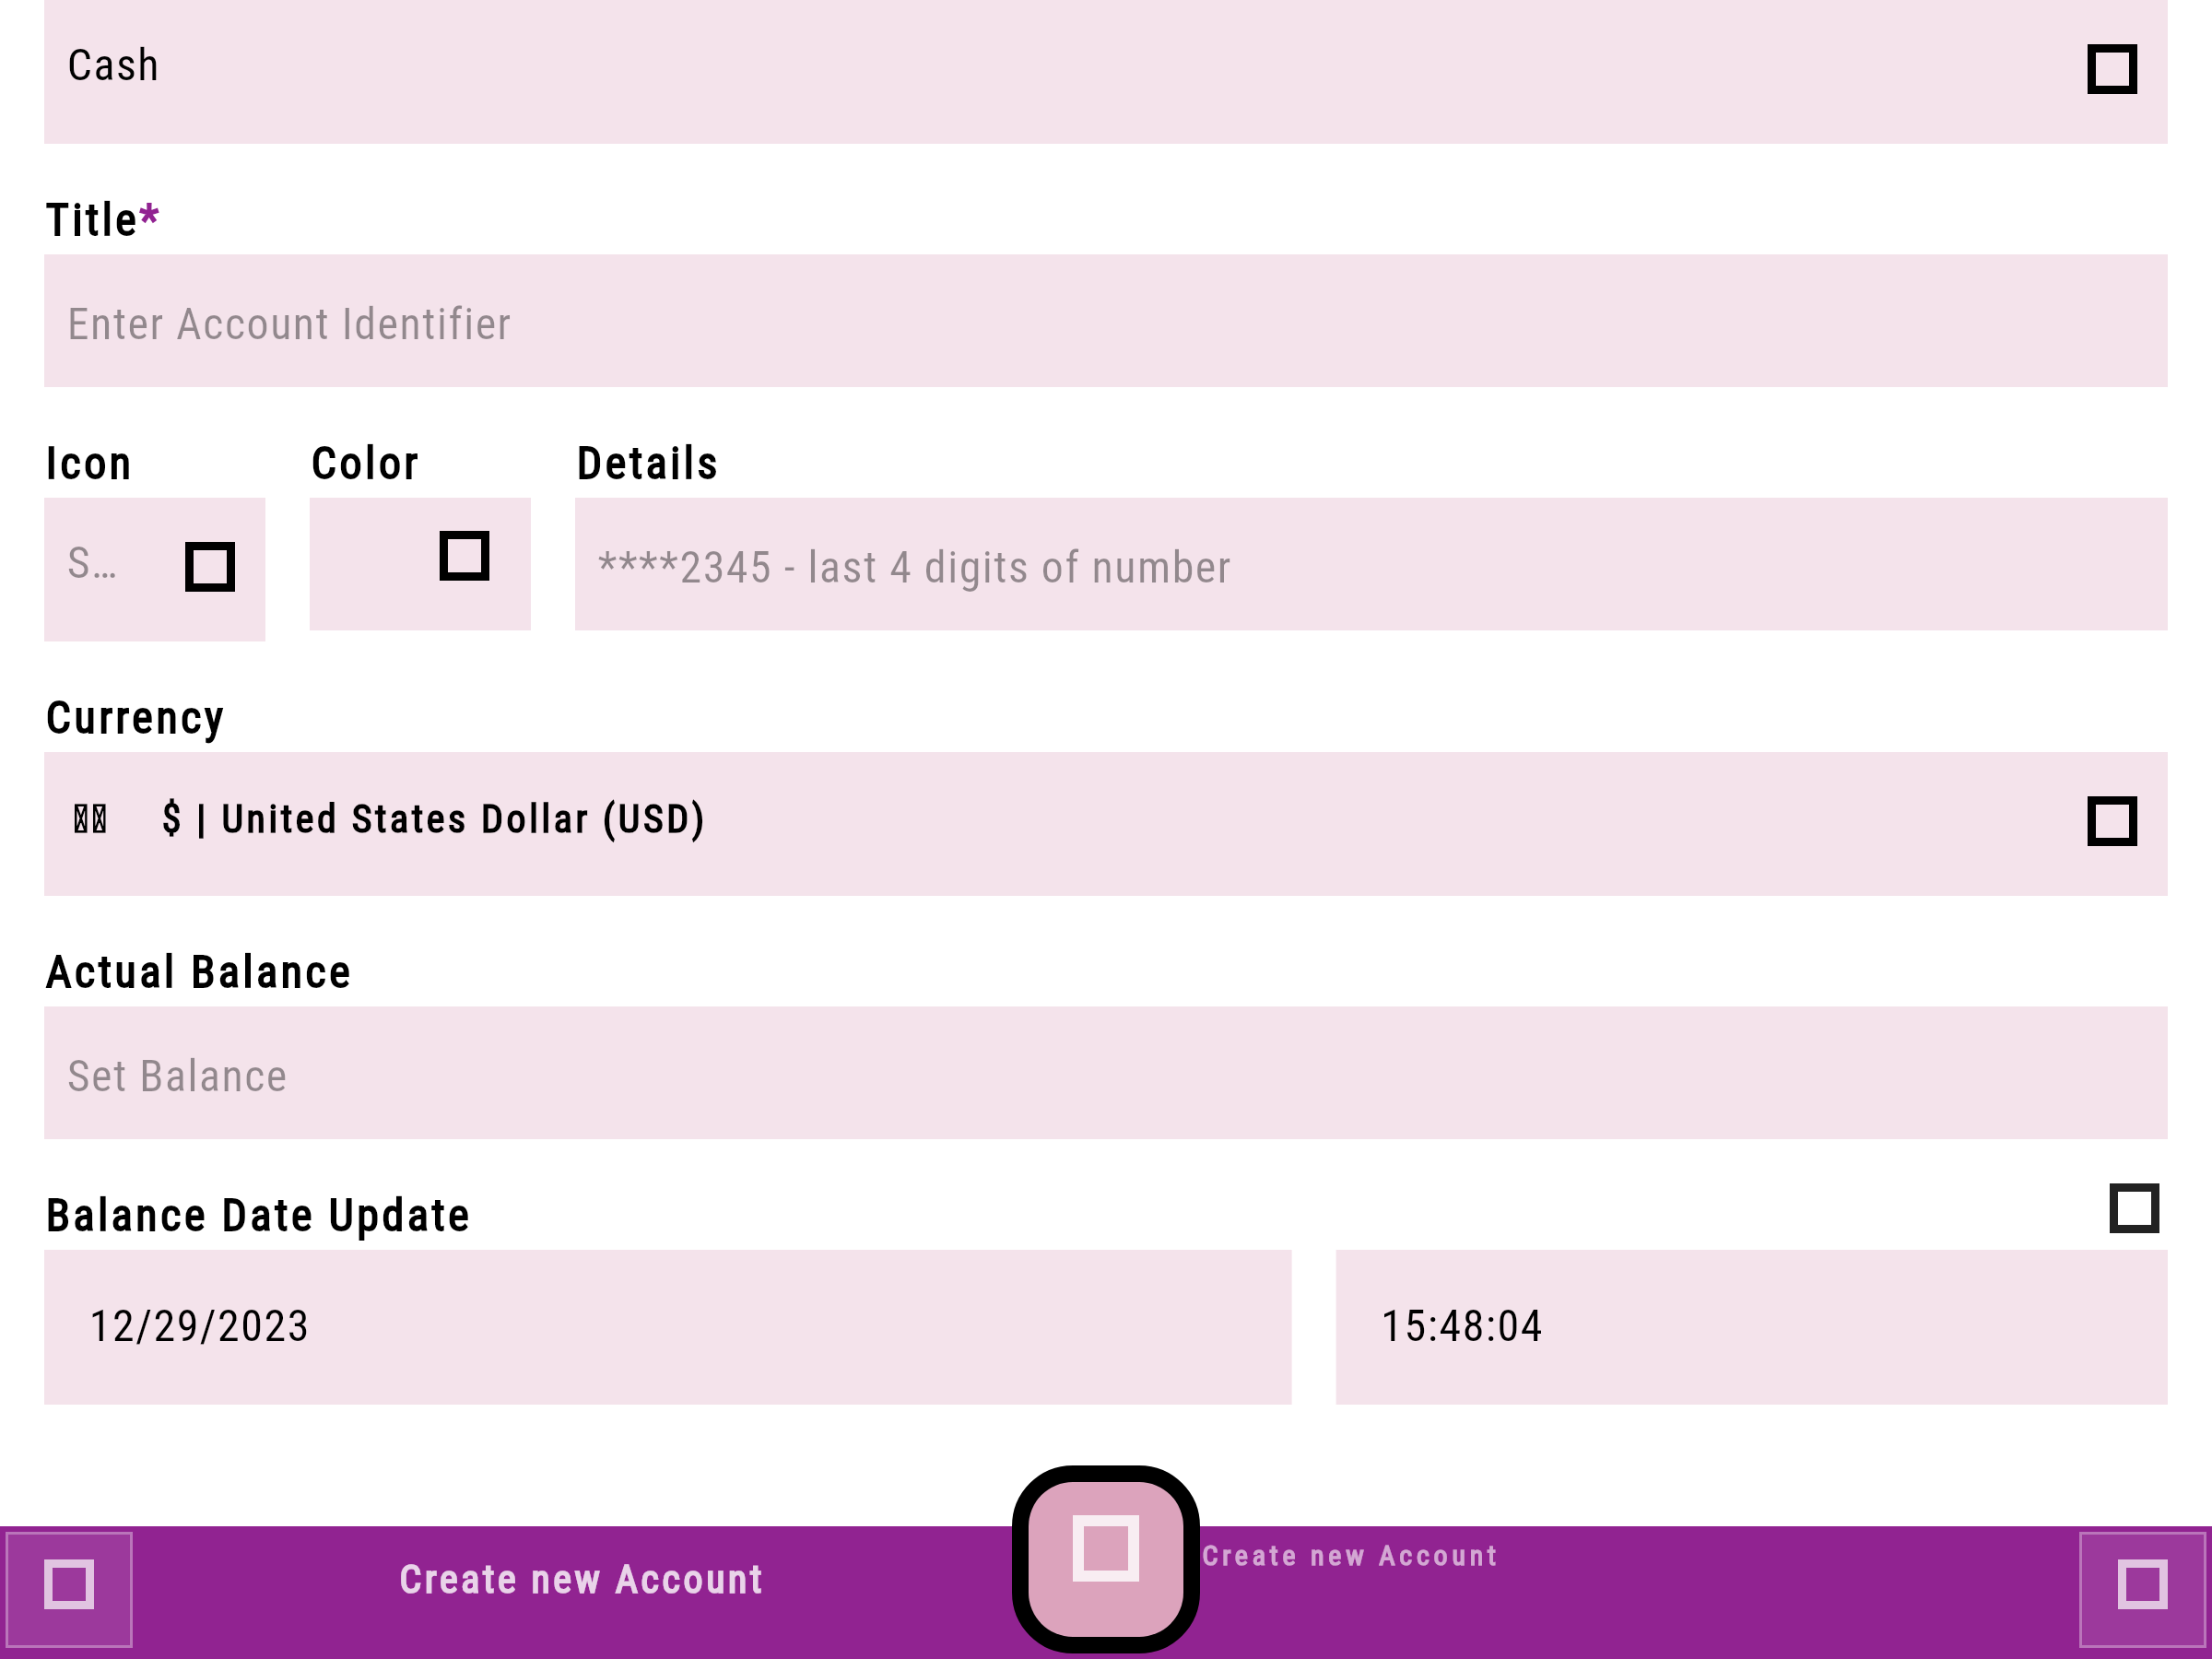 Cash
Title*
Enter Account Identifier
Icon Color Details
S… ****2345 - last 4 digits of number
Currency
$ | United States Dollar (USD)
Actual Balance
Set Balance
Balance Date Update
12/29/2023 15:48:04
Create new Account Create new Account